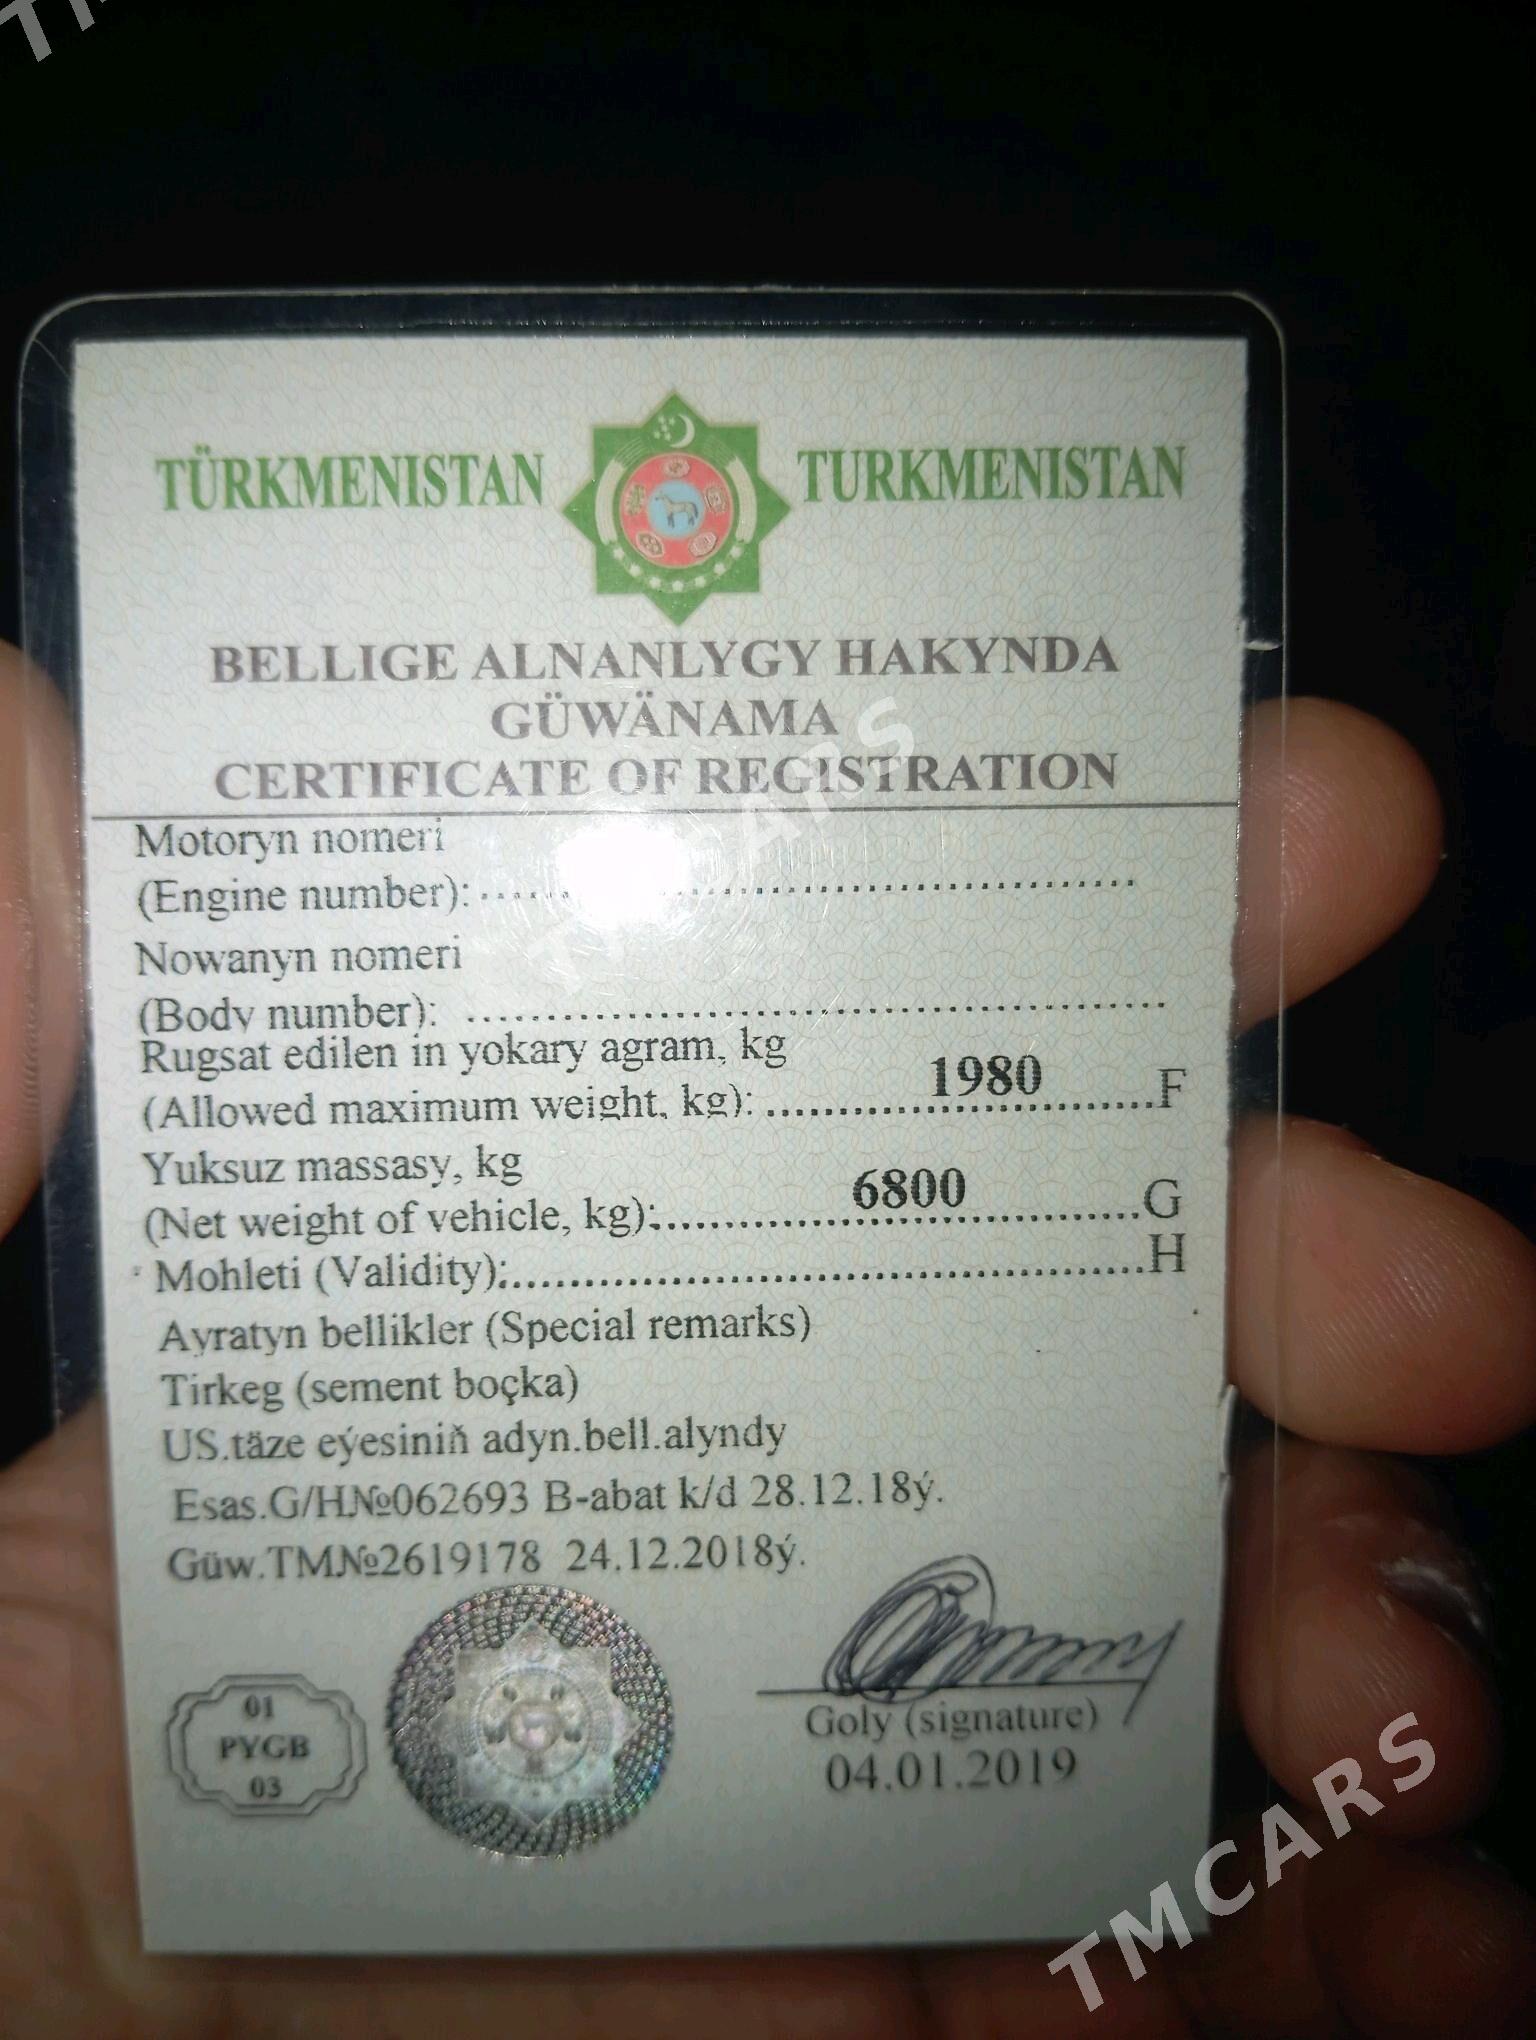 TÜRKMENISTAN TURKMENISTAN
BELLIGE ALNANLYGY HAKYNDA
GÜWÄNAMA
CERTIFICATE OF REGISTRATION
Motoryn nomeri
(Engine number):
Nowanyn nomeri
(Body number):
Rugsat edilen in yokary agram, kg
(Allowed maximum weight, kg): 1980 F
Yuksuz massasy, kg
(Net weight of vehicle, kg): 6800 G
Mohleti (Validity): H
Ayratyn bellikler (Special remarks)
Tirkeg (sement boçka)
US.täze eýesiniň adyn.bell.alyndy
Esas.G/H№062693 B-abat k/d 28.12.18ý.
Güw.TM№2619178 24.12.2018ý.
01
PYGB
03
Goly (signature)
04.01.2019
TMCARS
TMCARS